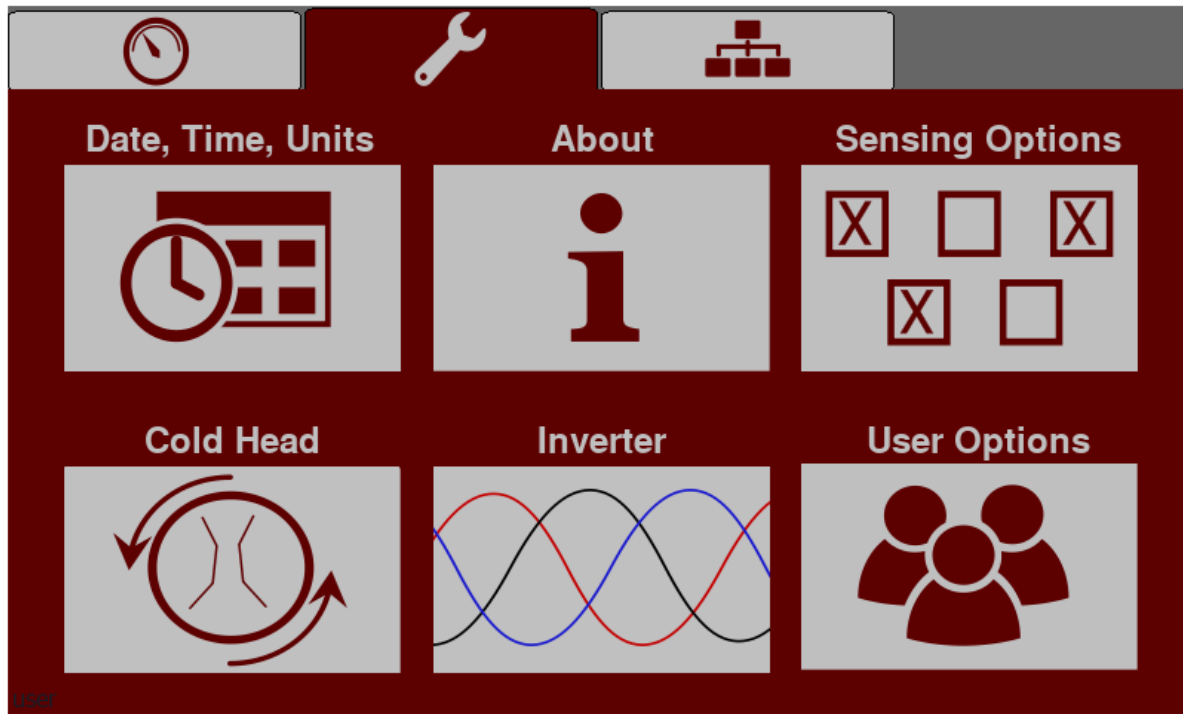 Date, Time, Units
About
Sensing Options
X
X
X
Cold Head
Inverter
User Options
user